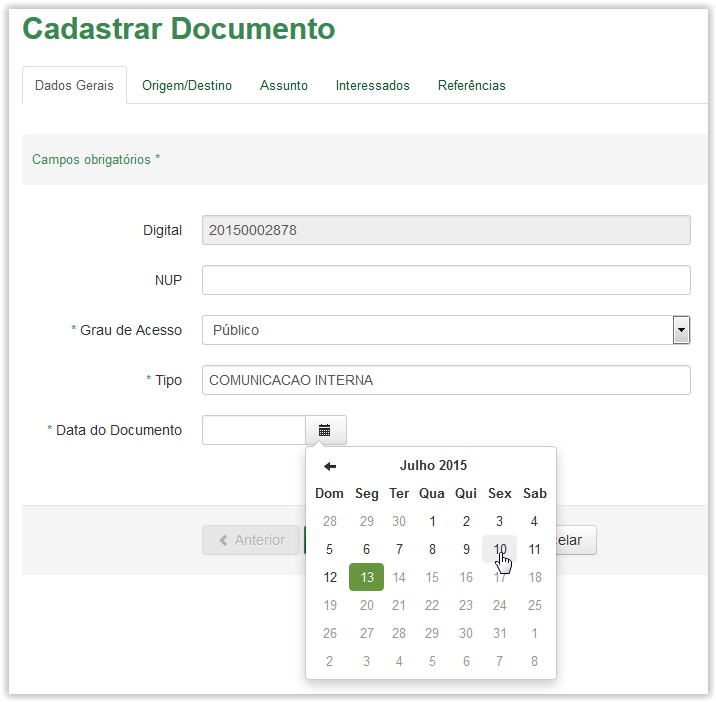 Cadastrar Documento
Dados Gerais Origem/Destino Assunto Interessados Referências
Campos obrigatórios *
Digital 20150002878
NUP
* Grau de Acesso Público
* Tipo COMUNICACAO INTERNA
* Data do Documento
Julho 2015
Dom Seg Ter Qua Qui Sex Sab
28 29 30 1 2 3 4
5 6 7 8 9 10 11
12 13 14 15 16 17 18
19 20 21 22 23 24 25
26 27 28 29 30 31 1
2 3 4 5 6 7 8
Anterior elar